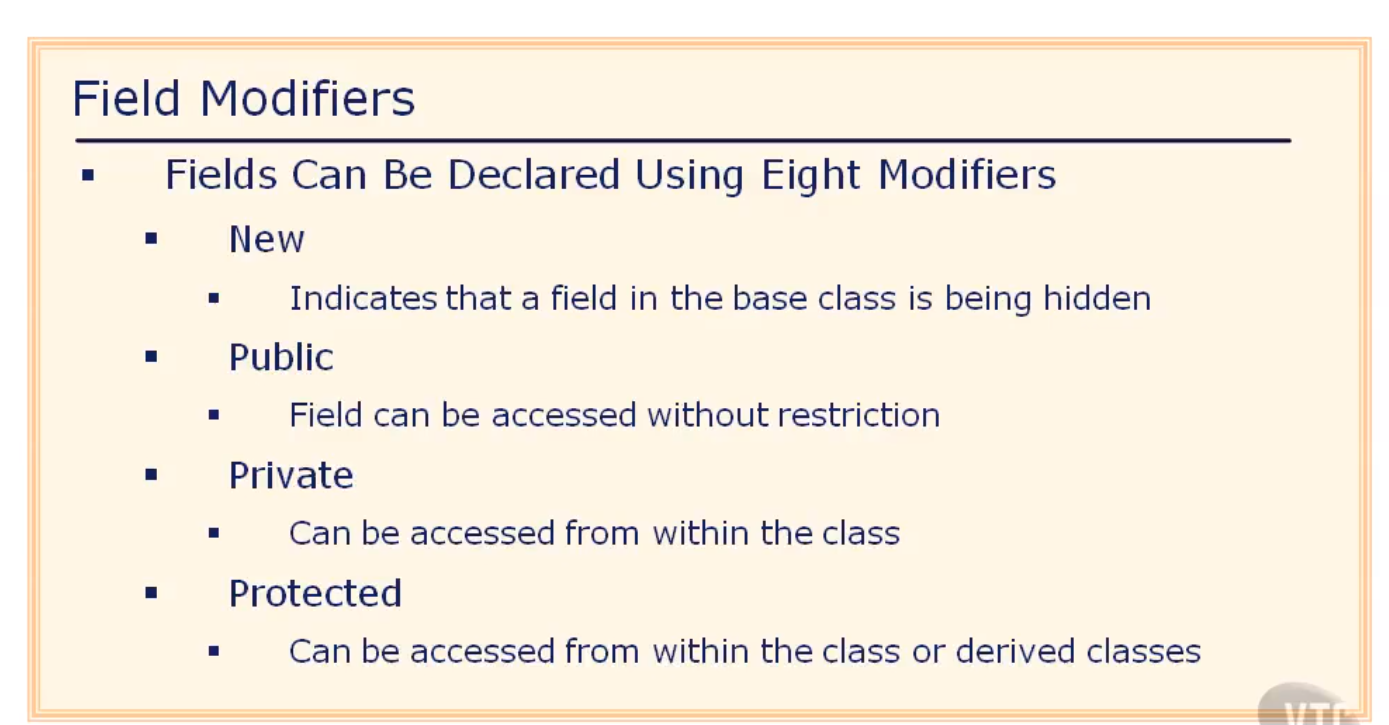 Field Modifiers
▪ Fields Can Be Declared Using Eight Modifiers
▪ New
▪ Indicates that a field in the base class is being hidden
▪ Public
▪ Field can be accessed without restriction
▪ Private
▪ Can be accessed from within the class
▪ Protected
▪ Can be accessed from within the class or derived classes
VTC